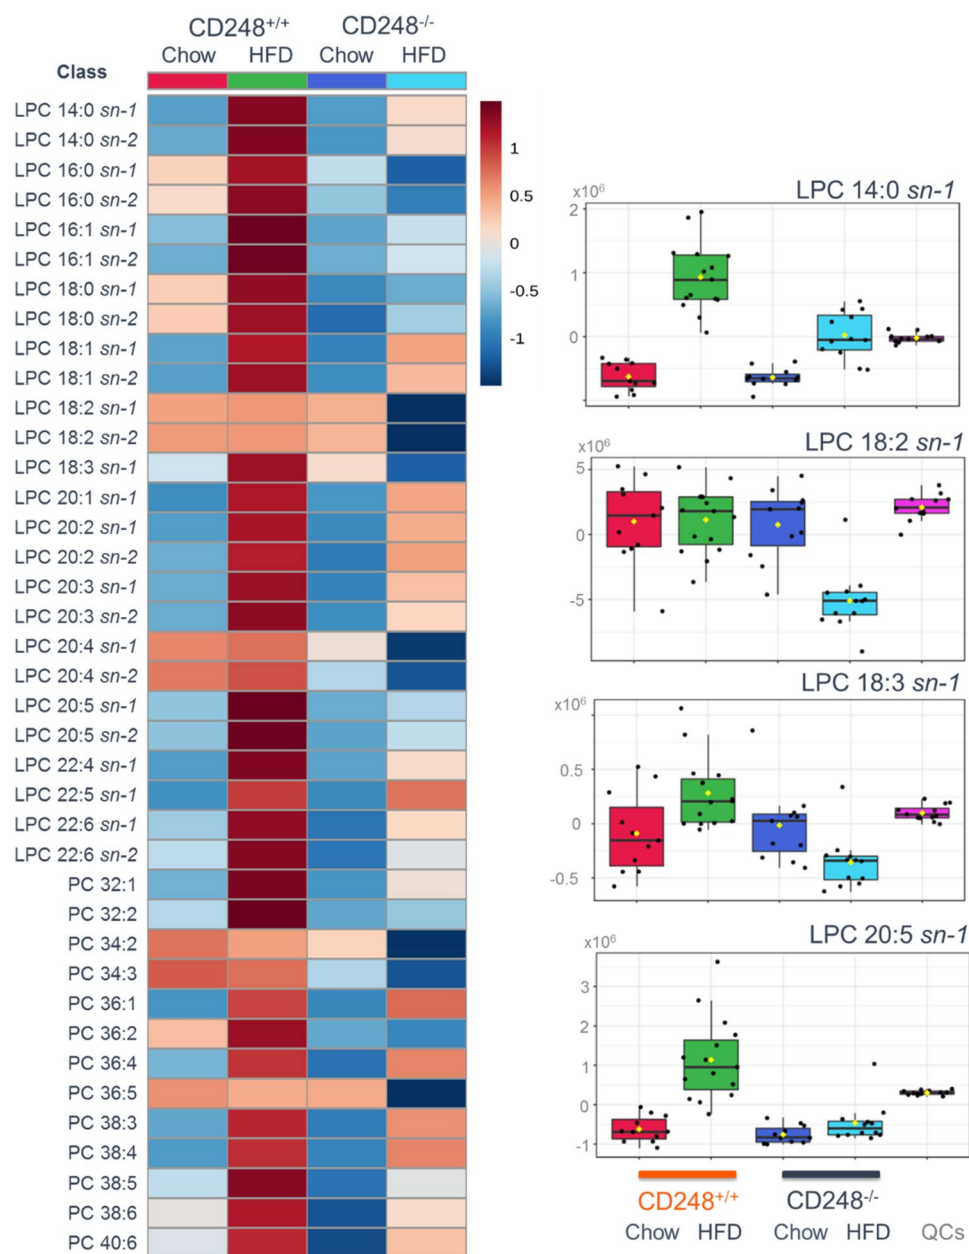 CD248+/+ CD248-/-
Chow HFD Chow HFD
Class
LPC 14:0 sn-1
LPC 14:0 sn-2
LPC 16:0 sn-1
LPC 16:0 sn-2
LPC 16:1 sn-1
LPC 16:1 sn-2
LPC 18:0 sn-1
LPC 18:0 sn-2
LPC 18:1 sn-1
LPC 18:1 sn-2
LPC 18:2 sn-1
LPC 18:2 sn-2
LPC 18:3 sn-1
LPC 20:1 sn-1
LPC 20:2 sn-1
LPC 20:2 sn-2
LPC 20:3 sn-1
LPC 20:3 sn-2
LPC 20:4 sn-1
LPC 20:4 sn-2
LPC 20:5 sn-1
LPC 20:5 sn-2
LPC 22:4 sn-1
LPC 22:5 sn-1
LPC 22:6 sn-1
LPC 22:6 sn-2
PC 32:1
PC 32:2
PC 34:2
PC 34:3
PC 36:1
PC 36:2
PC 36:4
PC 36:5
PC 38:3
PC 38:4
PC 38:5
PC 38:6
PC 40:6
1
0.5
0
-0.5
-1
LPC 14:0 sn-1
x10⁶
2
1
0
LPC 18:2 sn-1
x10⁶
5
0
-5
LPC 18:3 sn-1
x10⁶
0.5
0
-0.5
LPC 20:5 sn-1
x10⁶
3
2
1
0
-1
CD248+/+ CD248-/-
Chow HFD Chow HFD QCs